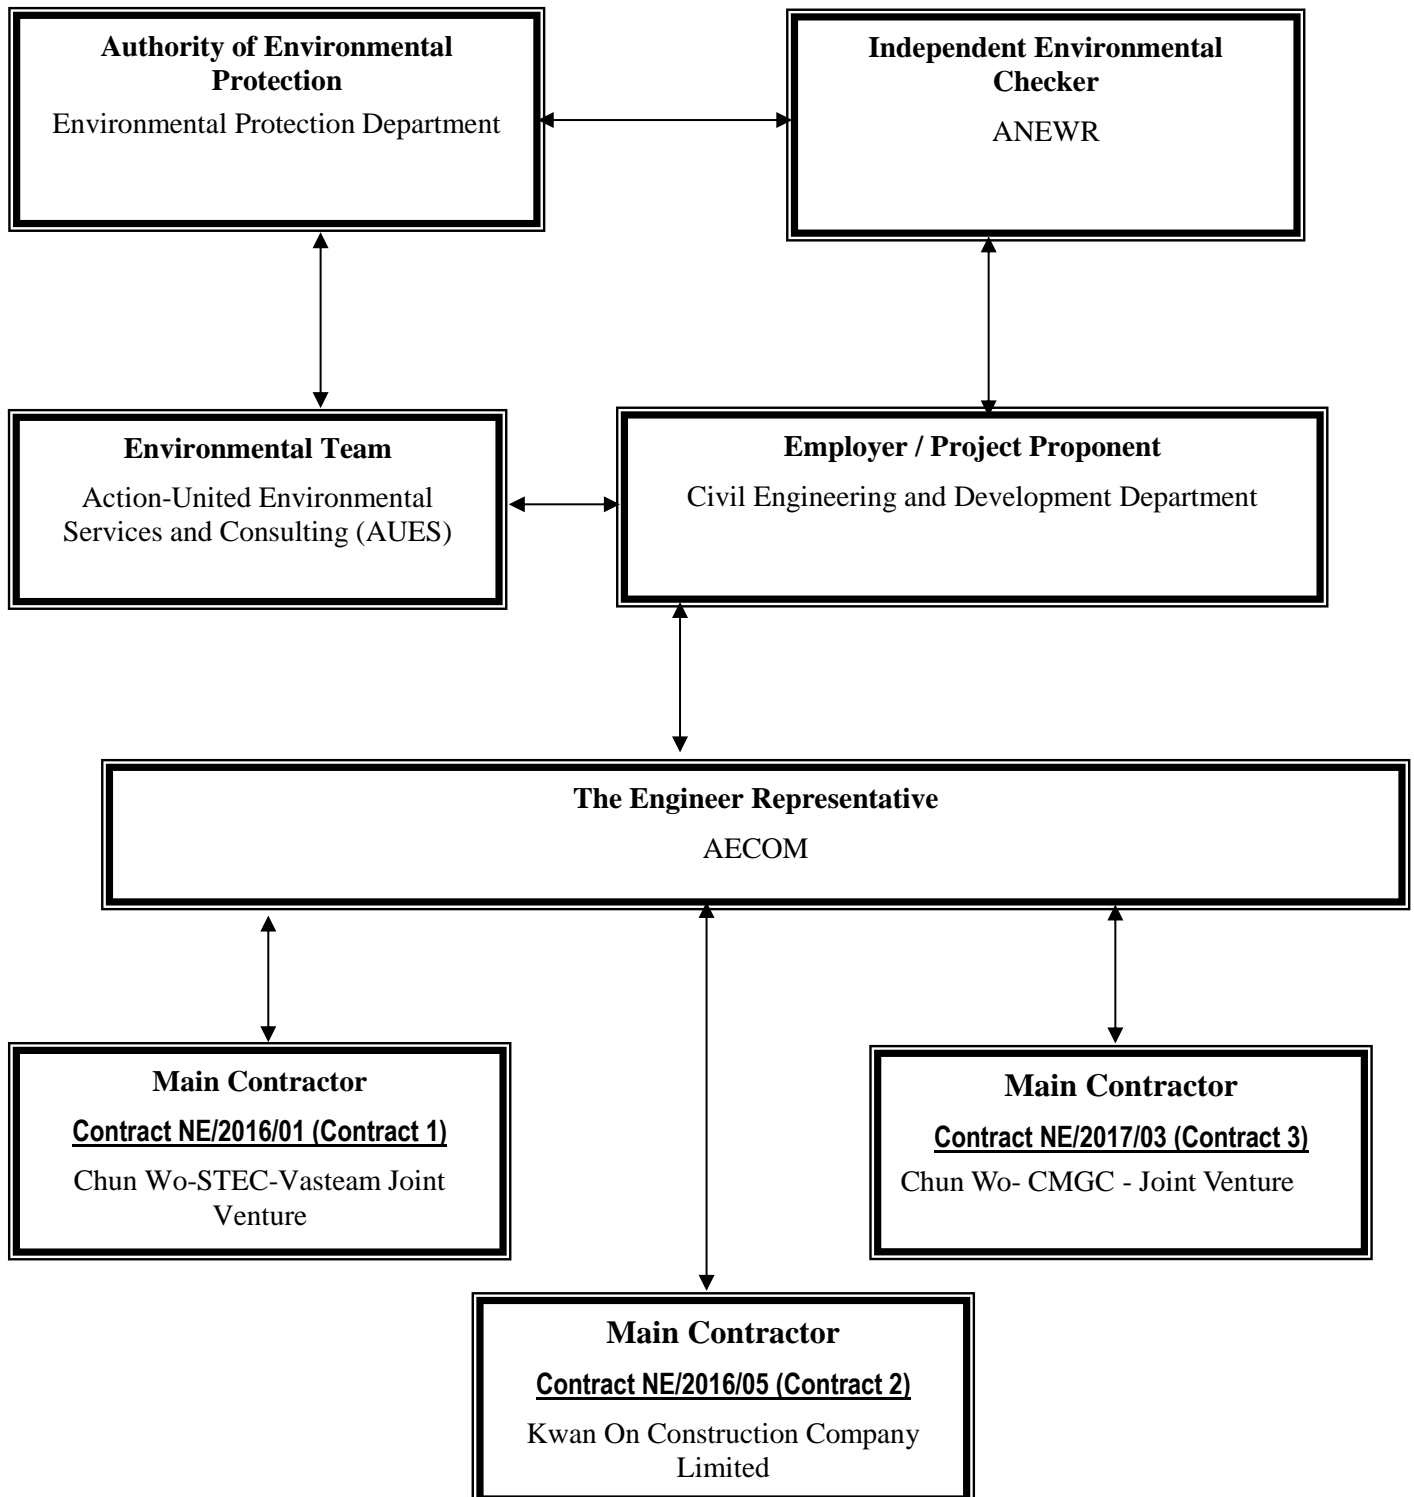 Authority of Environmental
Protection
Environmental Protection Department
Independent Environmental
Checker
ANEWR
Environmental Team
Action-United Environmental
Services and Consulting (AUES)
Employer / Project Proponent
Civil Engineering and Development Department
The Engineer Representative
AECOM
Main Contractor
Contract NE/2016/01 (Contract 1)
Chun Wo-STEC-Vasteam Joint
Venture
Main Contractor
Contract NE/2017/03 (Contract 3)
Chun Wo- CMGC - Joint Venture
Main Contractor
Contract NE/2016/05 (Contract 2)
Kwan On Construction Company
Limited